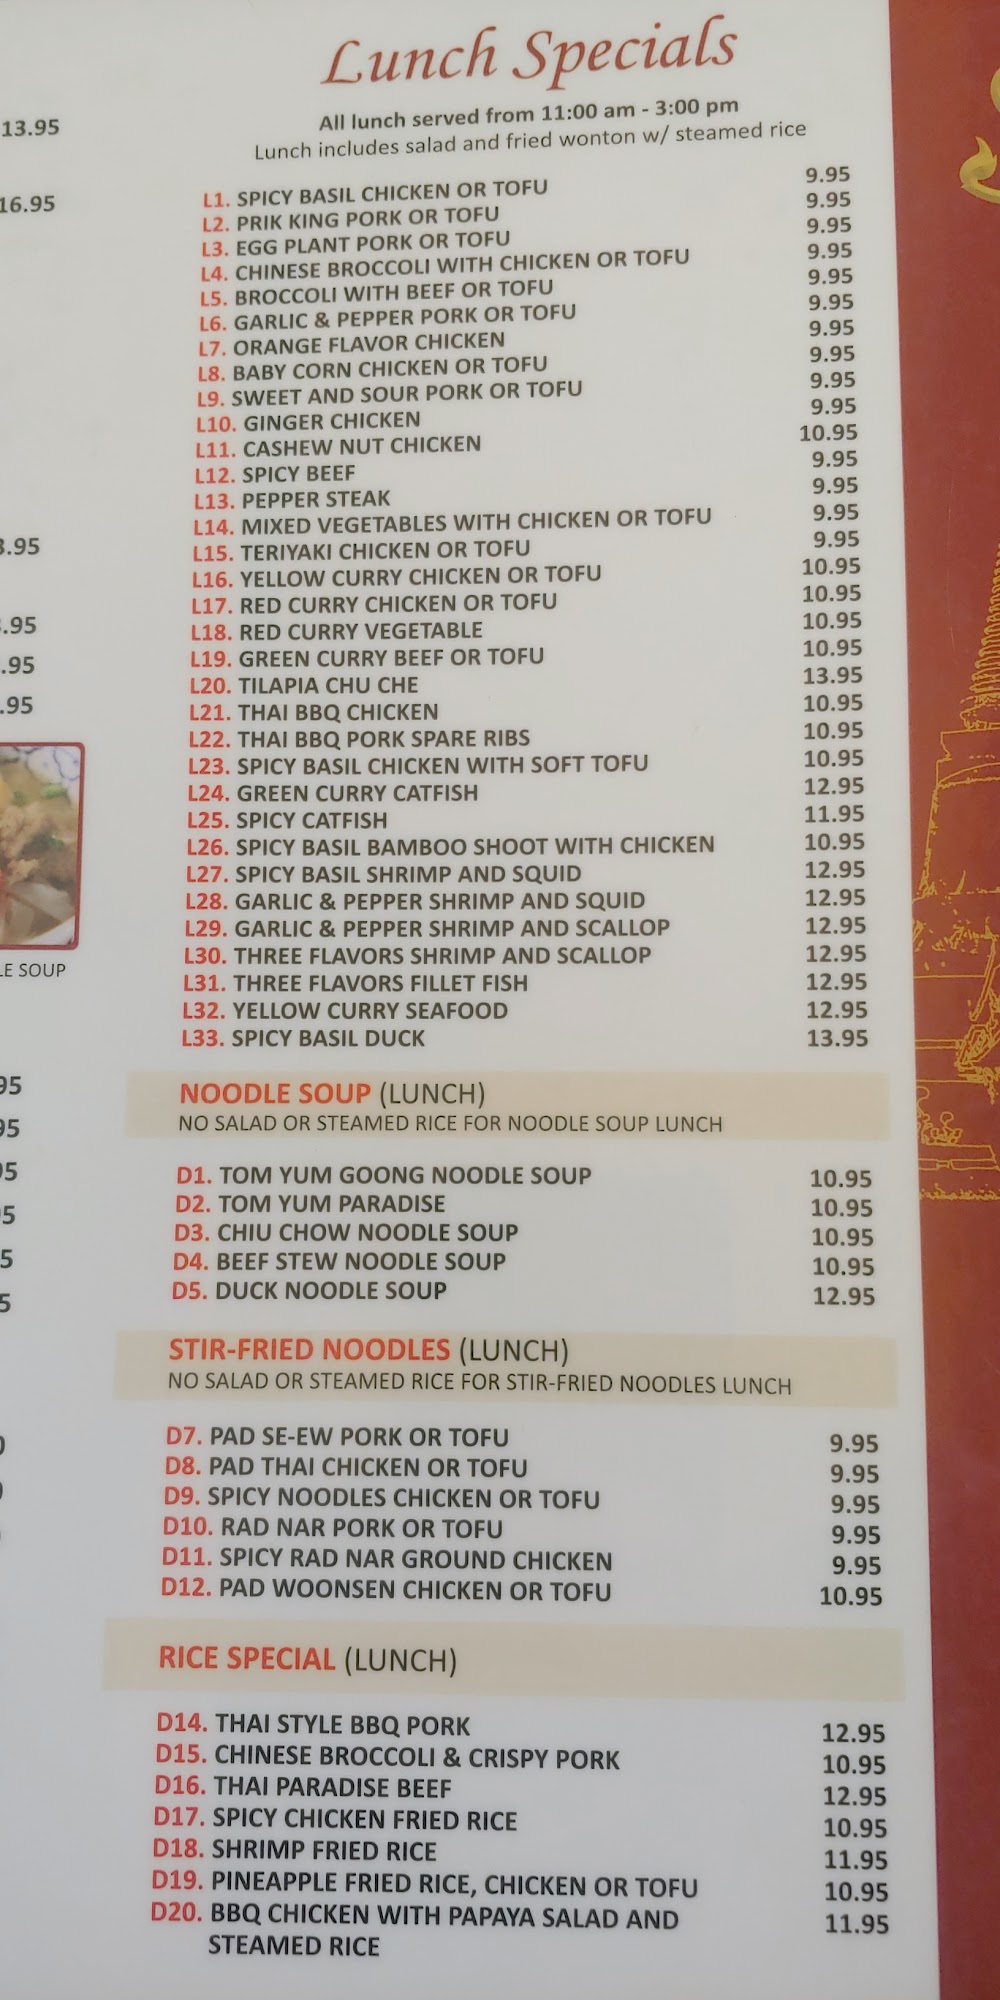 Lunch Specials
All lunch served from 11:00 am - 3:00 pm
Lunch includes salad and fried wonton w/ steamed rice
13.95
16.95
L1. SPICY BASIL CHICKEN OR TOFU 9.95
L2. PRIK KING PORK OR TOFU 9.95
L3. EGG PLANT PORK OR TOFU 9.95
L4. CHINESE BROCCOLI WITH CHICKEN OR TOFU 9.95
L5. BROCCOLI WITH BEEF OR TOFU 9.95
L6. GARLIC & PEPPER PORK OR TOFU 9.95
L7. ORANGE FLAVOR CHICKEN 9.95
L8. BABY CORN CHICKEN OR TOFU 9.95
L9. SWEET AND SOUR PORK OR TOFU 9.95
L10. GINGER CHICKEN 9.95
L11. CASHEW NUT CHICKEN 10.95
L12. SPICY BEEF 9.95
L13. PEPPER STEAK 9.95
L14. MIXED VEGETABLES WITH CHICKEN OR TOFU 9.95
L15. TERIYAKI CHICKEN OR TOFU 9.95
L16. YELLOW CURRY CHICKEN OR TOFU 10.95
L17. RED CURRY CHICKEN OR TOFU 10.95
L18. RED CURRY VEGETABLE 10.95
L19. GREEN CURRY BEEF OR TOFU 10.95
L20. TILAPIA CHU CHE 13.95
L21. THAI BBQ CHICKEN 10.95
L22. THAI BBQ PORK SPARE RIBS 10.95
L23. SPICY BASIL CHICKEN WITH SOFT TOFU 10.95
L24. GREEN CURRY CATFISH 12.95
L25. SPICY CATFISH 11.95
L26. SPICY BASIL BAMBOO SHOOT WITH CHICKEN 10.95
L27. SPICY BASIL SHRIMP AND SQUID 12.95
L28. GARLIC & PEPPER SHRIMP AND SQUID 12.95
L29. GARLIC & PEPPER SHRIMP AND SCALLOP 12.95
L30. THREE FLAVORS SHRIMP AND SCALLOP 12.95
L31. THREE FLAVORS FILLET FISH 12.95
L32. YELLOW CURRY SEAFOOD 12.95
L33. SPICY BASIL DUCK 13.95
SOUP
NOODLE SOUP (LUNCH)
NO SALAD OR STEAMED RICE FOR NOODLE SOUP LUNCH
D1. TOM YUM GOONG NOODLE SOUP 10.95
D2. TOM YUM PARADISE 10.95
D3. CHIU CHOW NOODLE SOUP 10.95
D4. BEEF STEW NOODLE SOUP 10.95
D5. DUCK NOODLE SOUP 12.95
STIR-FRIED NOODLES (LUNCH)
NO SALAD OR STEAMED RICE FOR STIR-FRIED NOODLES LUNCH
D7. PAD SE-EW PORK OR TOFU 9.95
D8. PAD THAI CHICKEN OR TOFU 9.95
D9. SPICY NOODLES CHICKEN OR TOFU 9.95
D10. RAD NAR PORK OR TOFU 9.95
D11. SPICY RAD NAR GROUND CHICKEN 9.95
D12. PAD WOONSEN CHICKEN OR TOFU 10.95
RICE SPECIAL (LUNCH)
D14. THAI STYLE BBQ PORK 12.95
D15. CHINESE BROCCOLI & CRISPY PORK 10.95
D16. THAI PARADISE BEEF 12.95
D17. SPICY CHICKEN FRIED RICE 10.95
D18. SHRIMP FRIED RICE 11.95
D19. PINEAPPLE FRIED RICE, CHICKEN OR TOFU 10.95
D20. BBQ CHICKEN WITH PAPAYA SALAD AND 11.95
STEAMED RICE